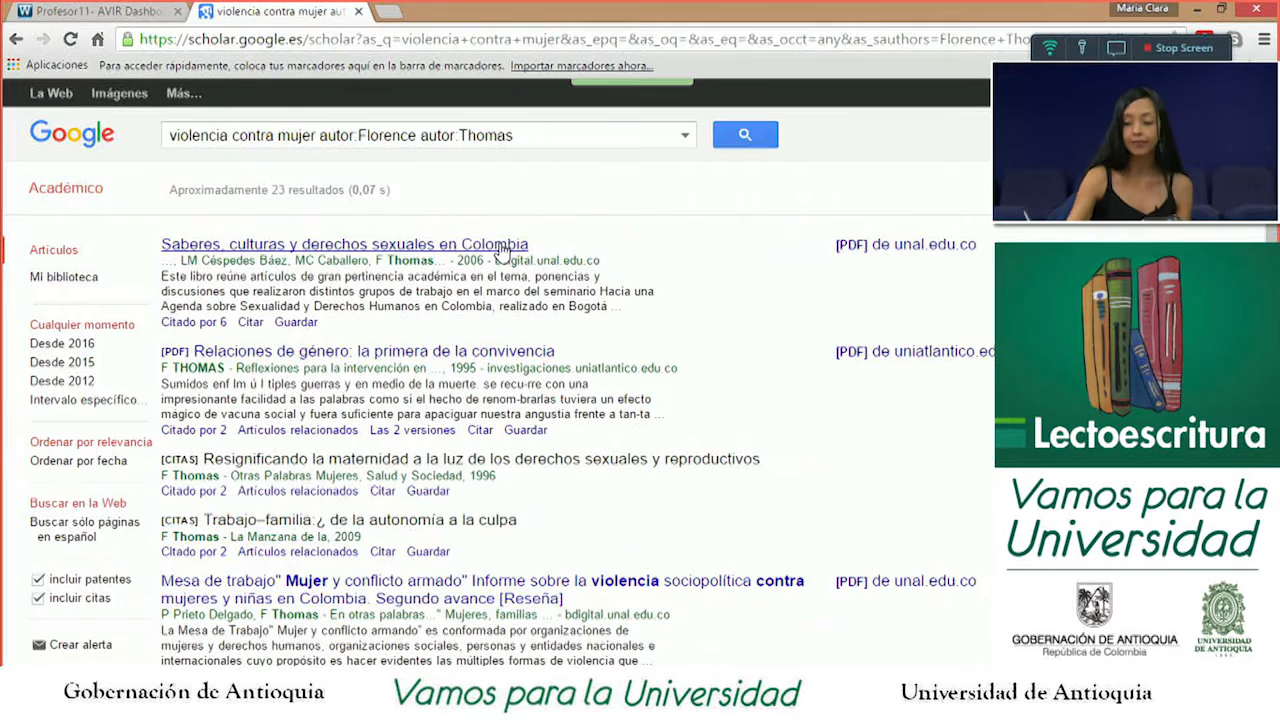 Profesor11- AVIR Dashbo
violencia contra mujer aut
Maria Clara
https://scholar.google.es/scholar?as_q=violencia+contra+mujer&as_epq=&as_oq=&as_eq=&as_occt=any&as_sauthors=Florence+Tho
Stop Screen
Aplicaciones
Para acceder rápidamente, coloca tus marcadores aquí en la barra de marcadores.
Importar marcadores ahora...
La Web Imágenes Más...
Google
violencia contra mujer autor:Florence autor:Thomas
Académico
Aproximadamente 23 resultados (0,07 s)
Artículos
Mi biblioteca
Cualquier momento
Desde 2016
Desde 2015
Desde 2012
Intervalo específico...
Ordenar por relevancia
Ordenar por fecha
Buscar en la Web
Buscar sólo páginas
en español
incluir patentes
incluir citas
Crear alerta
Saberes, culturas y derechos sexuales en Colombia
[PDF] de unal.edu.co
..., LM Céspedes Báez, MC Caballero, F Thomas... - 2006 - bdigital.unal.edu.co
Este libro reúne artículos de gran pertinencia académica en el tema, ponencias y
discusiones que realizaron distintos grupos de trabajo en el marco del seminario Hacia una
Agenda sobre Sexualidad y Derechos Humanos en Colombia, realizado en Bogotá ...
Citado por 6 Citar Guardar
[PDF] Relaciones de género: la primera de la convivencia
[PDF] de uniatlantico.ed
F THOMAS - Reflexiones para la intervención en ..., 1995 - investigaciones.uniatlantico.edu.co
Sumidos enf lm ú l tiples guerras y en medio de la muerte se recu-rre con una
impresionante facilidad a las palabras como si el hecho de renom-brarlas tuviera un efecto
mágico de vacuna social y fuera suficiente para apaciguar nuestra angustia frente a tan-ta ...
Citado por 2 Artículos relacionados Las 2 versiones Citar Guardar
[CITAS] Resignificando la maternidad a la luz de los derechos sexuales y reproductivos
F Thomas - Otras Palabras Mujeres, Salud y Sociedad, 1996
Citado por 2 Artículos relacionados Citar Guardar
[CITAS] Trabajo–familia:¿ de la autonomía a la culpa
F Thomas - La Manzana de la, 2009
Citado por 2 Artículos relacionados Citar Guardar
Mesa de trabajo" Mujer y conflicto armado" Informe sobre la violencia sociopolítica contra
mujeres y niñas en Colombia. Segundo avance [Reseña]
[PDF] de unal.edu.co
P Prieto Delgado, F Thomas - En otras palabras..." Mujeres, familias ... - bdigital.unal.edu.co
La Mesa de Trabajo" Mujer y conflicto armando" es conformada por organizaciones de
mujeres y derechos humanos, organizaciones sociales, personas y entidades nacionales e
internacionales cuyo propósito es hacer evidentes las múltiples formas de violencia que ...
Lectoescritura
Vamos para la
Universidad
GOBERNACIÓN DE ANTIOQUIA
República de Colombia
UNIVERSIDAD
DE ANTIOQUIA
1803
Gobernación de Antioquia
Vamos para la Universidad
Universidad de Antioquia